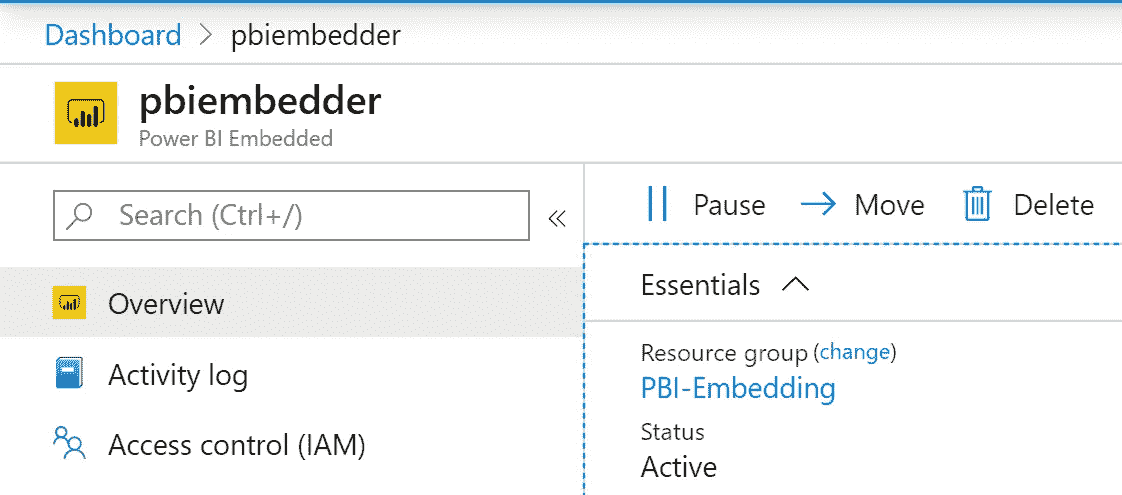 Dashboard > pbiembedder
pbiembedder
Power BI Embedded
Search (Ctrl+/)
«
Pause
Move
Delete
Overview
Activity log
Access control (IAM)
Essentials
Resource group (change)
PBI-Embedding
Status
Active